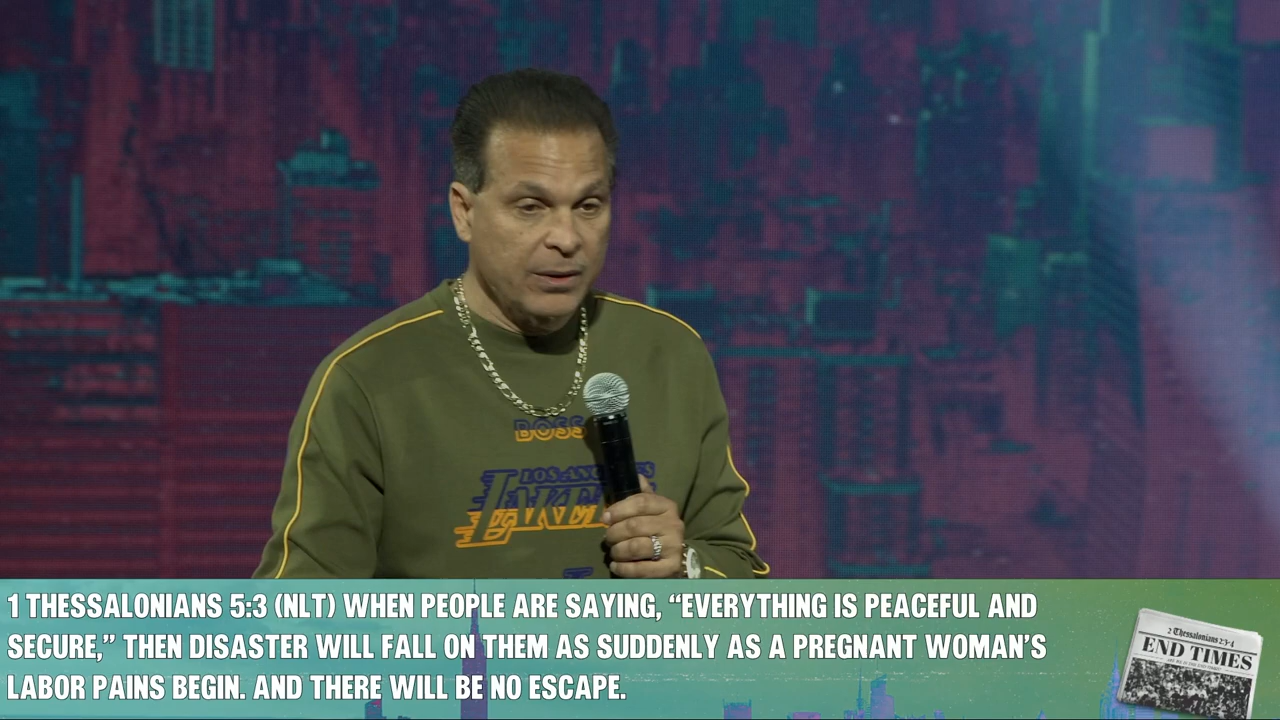 BOSS
LOS ANGELES
LAKERS
1 THESSALONIANS 5:3 (NLT) WHEN PEOPLE ARE SAYING, “EVERYTHING IS PEACEFUL AND
SECURE,” THEN DISASTER WILL FALL ON THEM AS SUDDENLY AS A PREGNANT WOMAN’S
LABOR PAINS BEGIN. AND THERE WILL BE NO ESCAPE.
2 Thessalonians 2:3-4
END TIMES